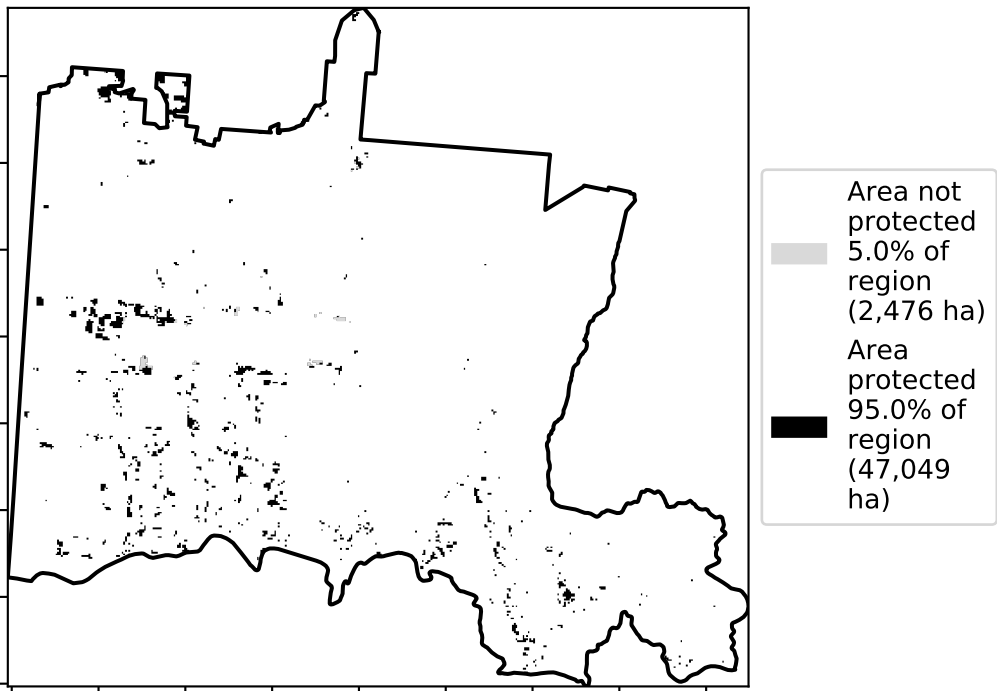 Area not
protected
5.0% of
region
(2,476 ha)
Area
protected
95.0% of
region
(47,049
ha)